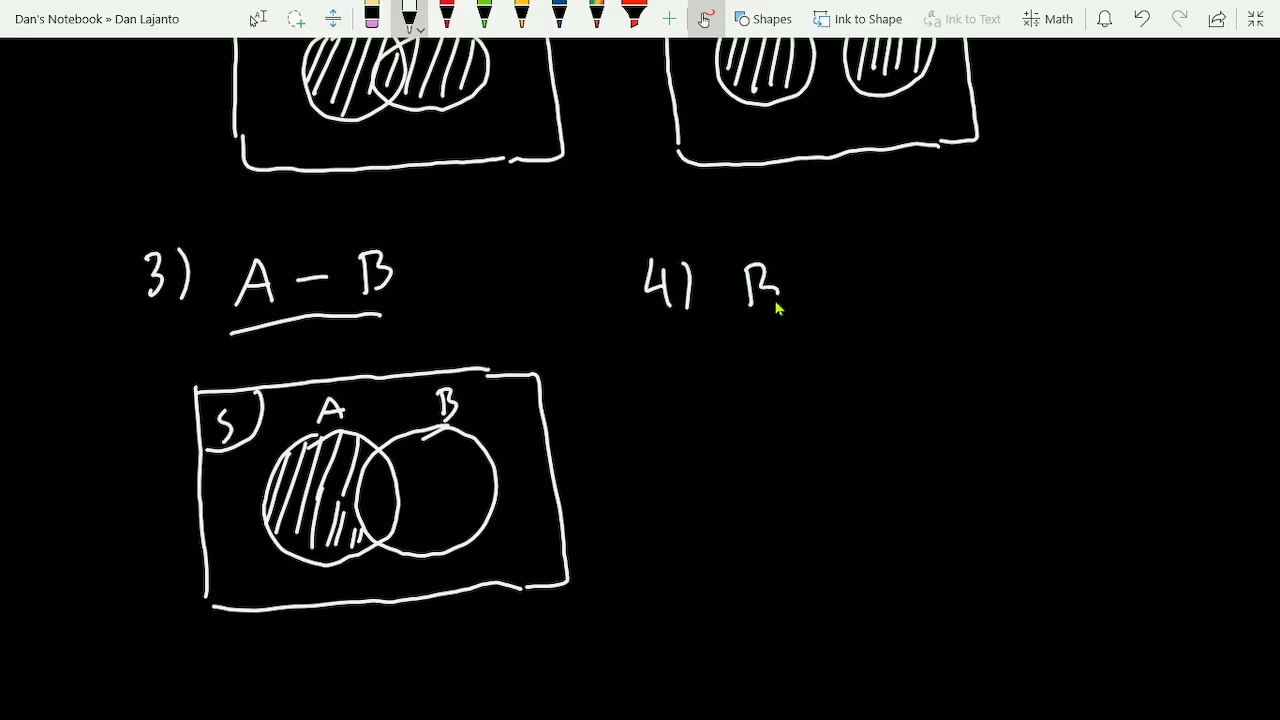 Dan's Notebook » Dan Lajanto
Shapes
Ink to Shape
Ink to Text
Math
3) A - B
4) B
S
A
B